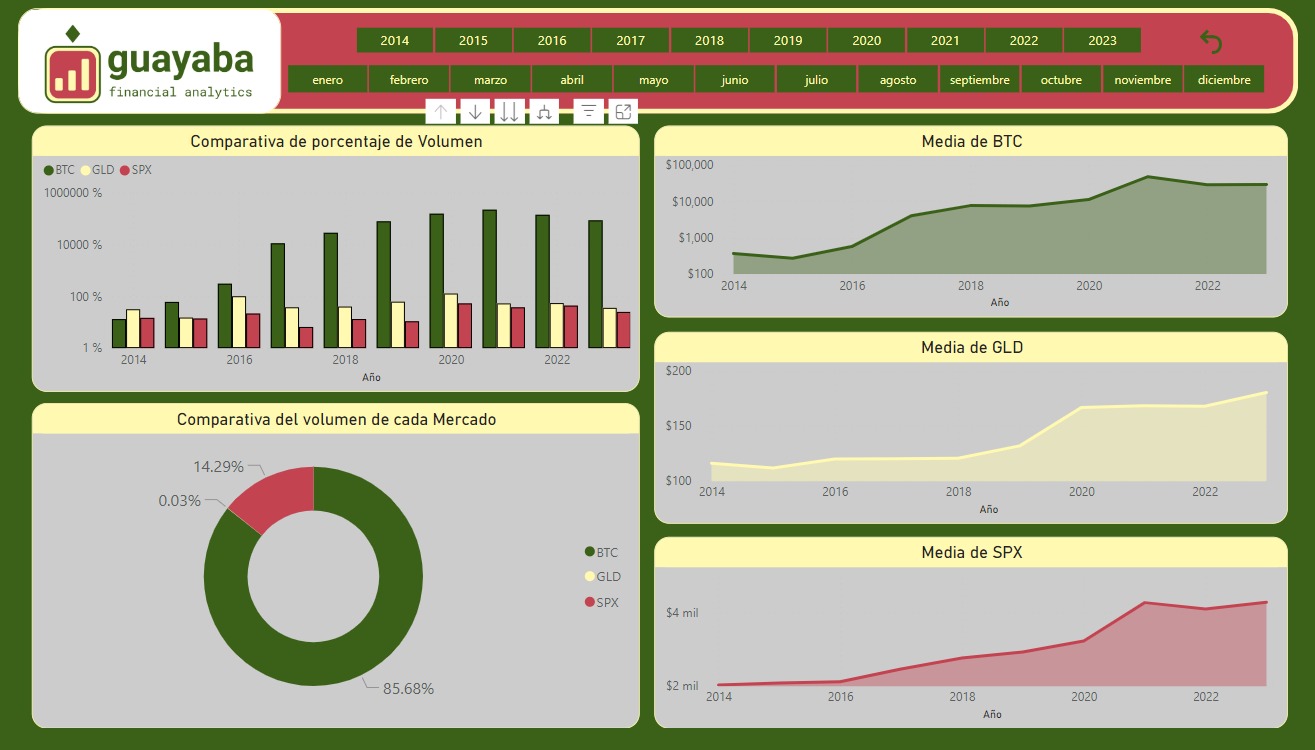 guayaba
financial analytics
2014 2015 2016 2017 2018 2019 2020 2021 2022 2023
enero febrero marzo abril mayo junio julio agosto septiembre octubre noviembre diciembre
Comparativa de porcentaje de Volumen
BTC GLD SPX
1000000 %
10000 %
100 %
1 %
2014 2016 2018 2020 2022
Año
Comparativa del volumen de cada Mercado
14.29%
0.03%
85.68%
BTC
GLD
SPX
Media de BTC
$100,000
$10,000
$1,000
$100
2014 2016 2018 2020 2022
Año
Media de GLD
$200
$150
$100
2014 2016 2018 2020 2022
Año
Media de SPX
$4 mil
$2 mil
2014 2016 2018 2020 2022
Año